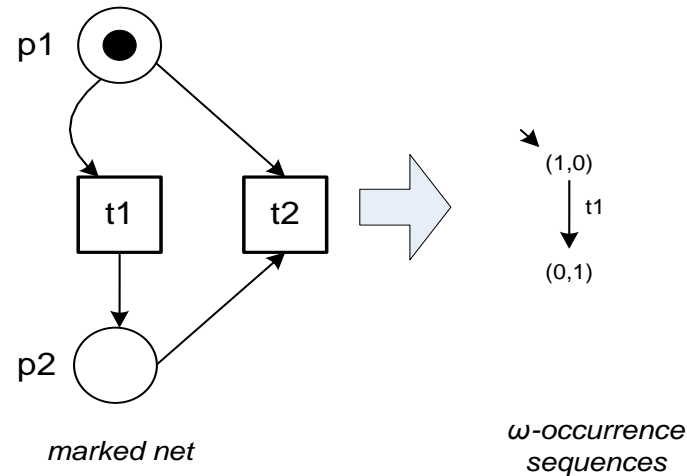 p1
t1
t2
p2
marked net
(1,0)
t1
(0,1)
ω-occurrence
sequences